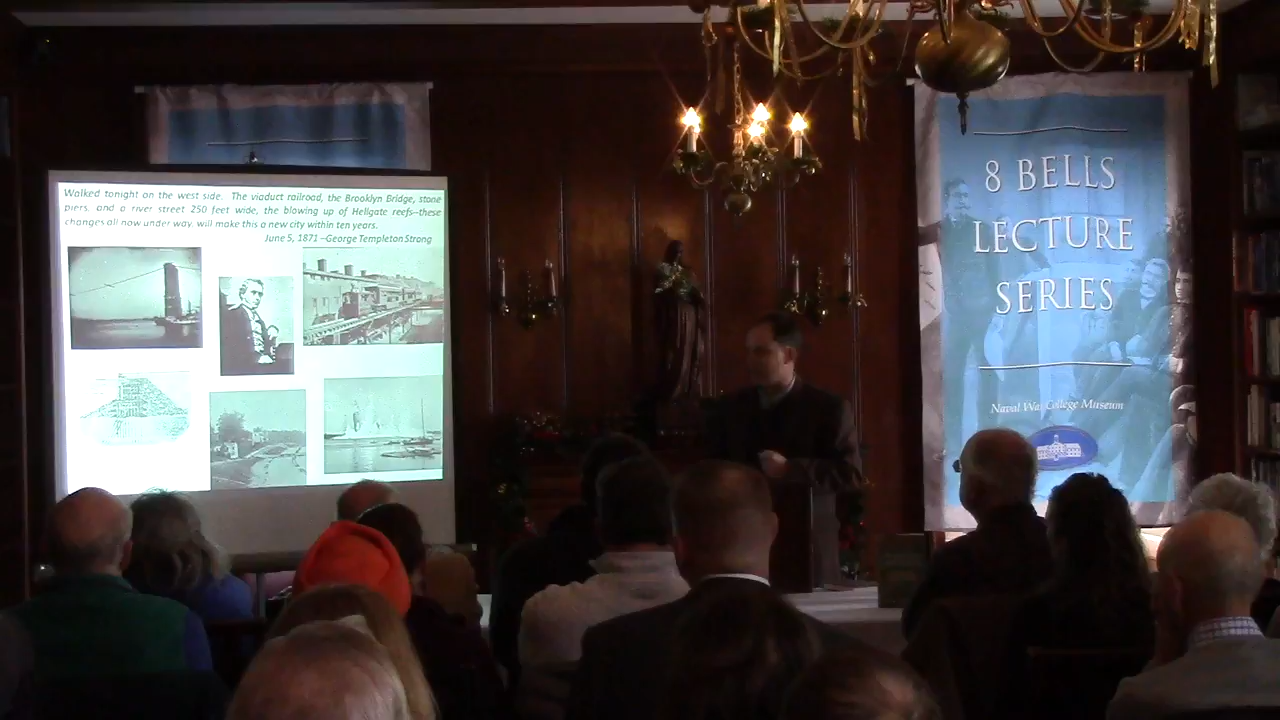 Walked tonight on the west side. The viaduct railroad, the Brooklyn Bridge, stone
piers, and a river street 250 feet wide, the blowing up of Hellgate reefs--these
changes all now under way, will make this a new city within ten years.
June 5, 1871 –George Templeton Strong
8 BELLS
LECTURE
SERIES
Naval War College Museum